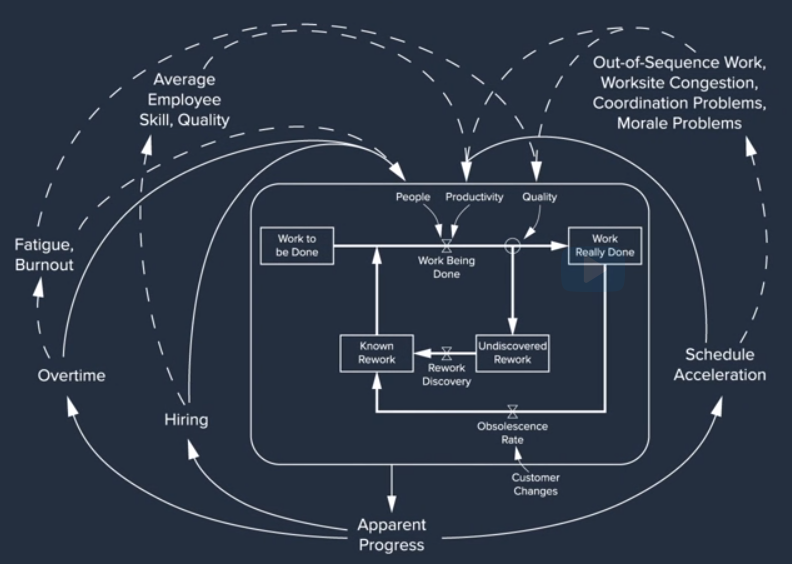 Average
Employee
Skill, Quality
Out-of-Sequence Work,
Worksite Congestion,
Coordination Problems,
Morale Problems
Fatigue,
Burnout
People
Productivity
Quality
Work to
be Done
Work Being
Done
Work
Really Done
Known
Rework
Rework
Discovery
Undiscovered
Rework
Obsolescence
Rate
Customer
Changes
Overtime
Hiring
Schedule
Acceleration
Apparent
Progress